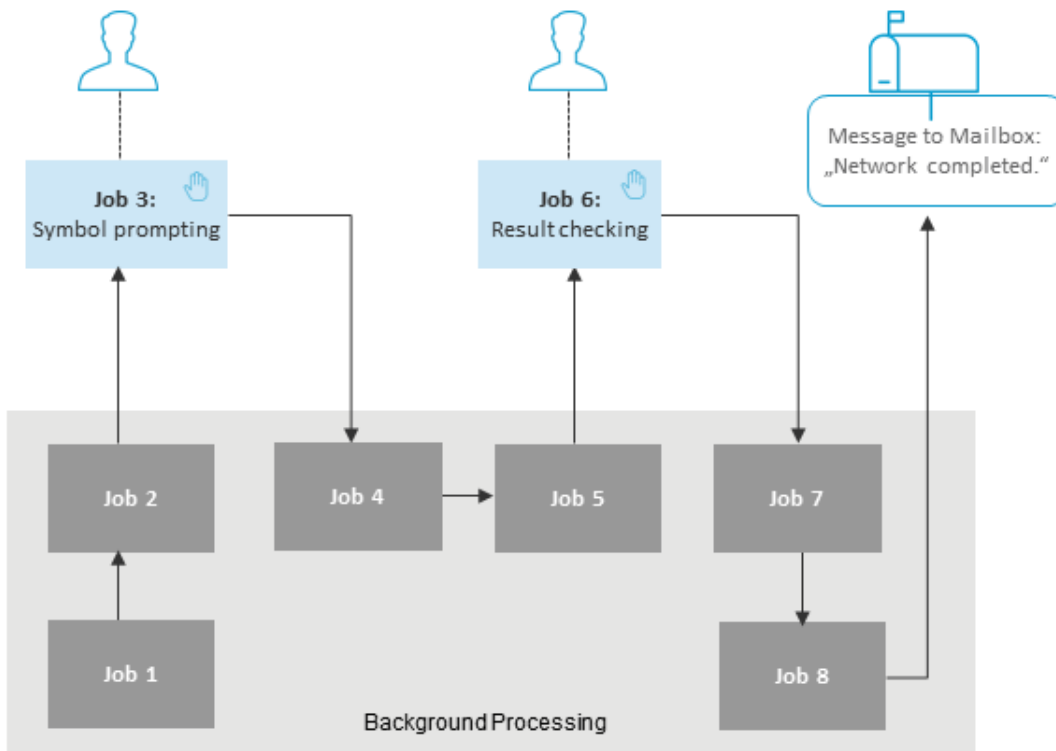 Message to Mailbox:
„Network completed.“
Job 3:
Symbol prompting
Job 6:
Result checking
Job 2
Job 4
Job 5
Job 7
Job 1
Job 8
Background Processing